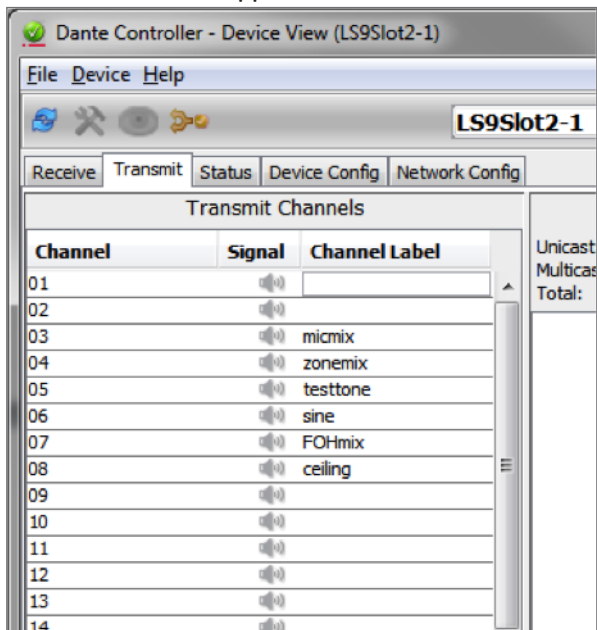 Dante Controller - Device View (LS9Slot2-1)
File Device Help
LS9Slot2-1
Receive Transmit Status Device Config Network Config
Transmit Channels
Channel Signal Channel Label
Unicast
Multicas
Total:
01
02
03 micmix
04 zonemix
05 testtone
06 sine
07 FOHmix
08 ceiling
09
10
11
12
13
14